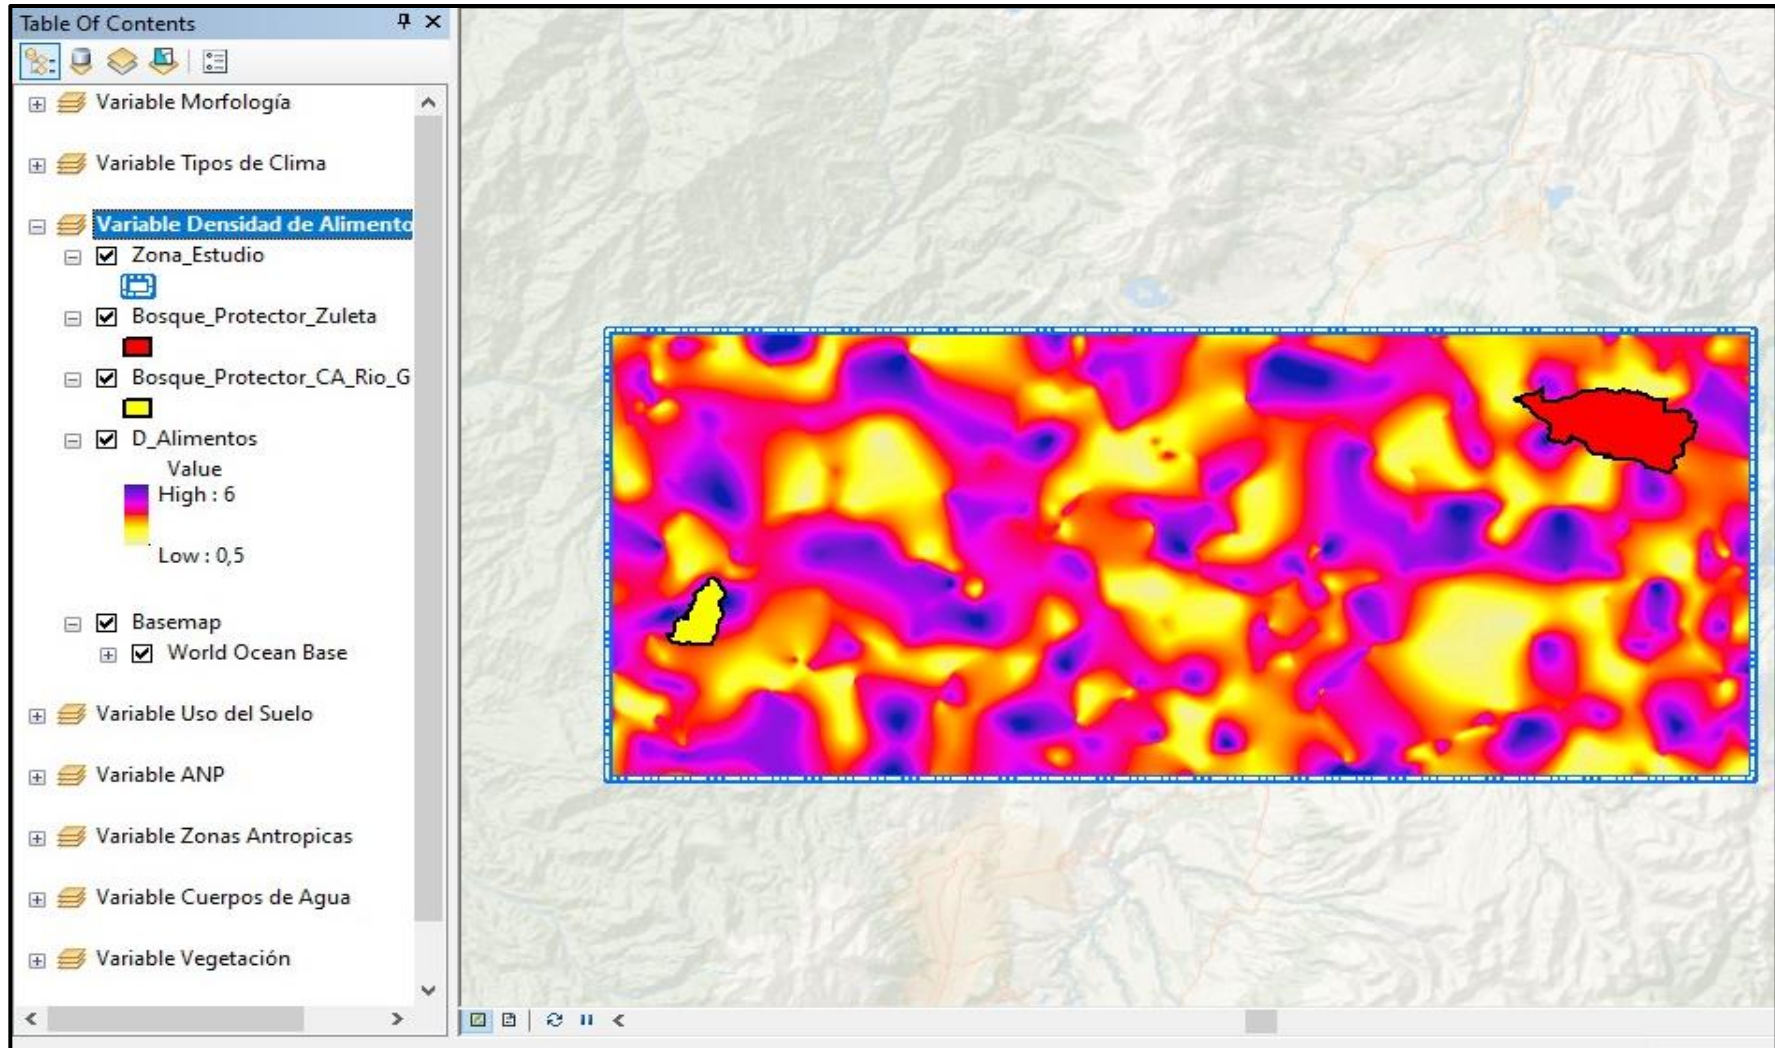 Table Of Contents
Variable Morfología
Variable Tipos de Clima
Variable Densidad de Alimento
Zona_Estudio
Bosque_Protector_Zuleta
Bosque_Protector_CA_Rio_G
D_Alimentos
Value
High : 6
Low : 0,5
Basemap
World Ocean Base
Variable Uso del Suelo
Variable ANP
Variable Zonas Antropicas
Variable Cuerpos de Agua
Variable Vegetación